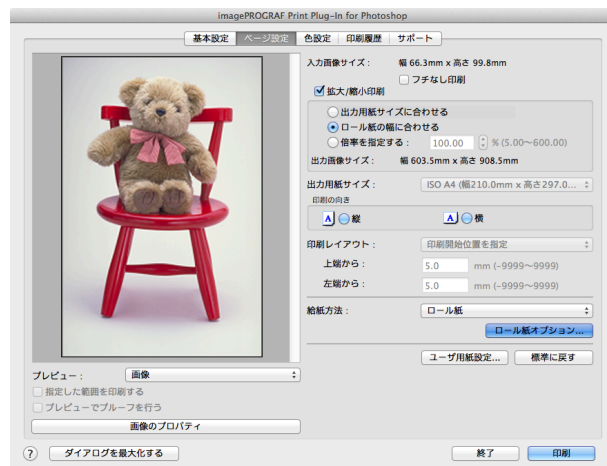 imagePROGRAF Print Plug-In for Photoshop
基本設定 ページ設定 色設定 印刷履歴 サポート
入力画像サイズ： 幅 66.3mm x 高さ 99.8mm
フチなし印刷
拡大/縮小印刷
出力用紙サイズに合わせる
ロール紙の幅に合わせる
倍率を指定する： 100.00 % (5.00〜600.00)
出力画像サイズ： 幅 603.5mm x 高さ 908.5mm
出力用紙サイズ： ISO A4 (幅210.0mm x 高さ297.0...
印刷の向き
A 縦 A 横
印刷レイアウト： 印刷開始位置を指定
上端から： 5.0 mm (-9999〜9999)
左端から： 5.0 mm (-9999〜9999)
給紙方法： ロール紙
ロール紙オプション...
ユーザ用紙設定... 標準に戻す
プレビュー： 画像
指定した範囲を印刷する
プレビューでプルーフを行う
画像のプロパティ
? ダイアログを最大化する 終了 印刷